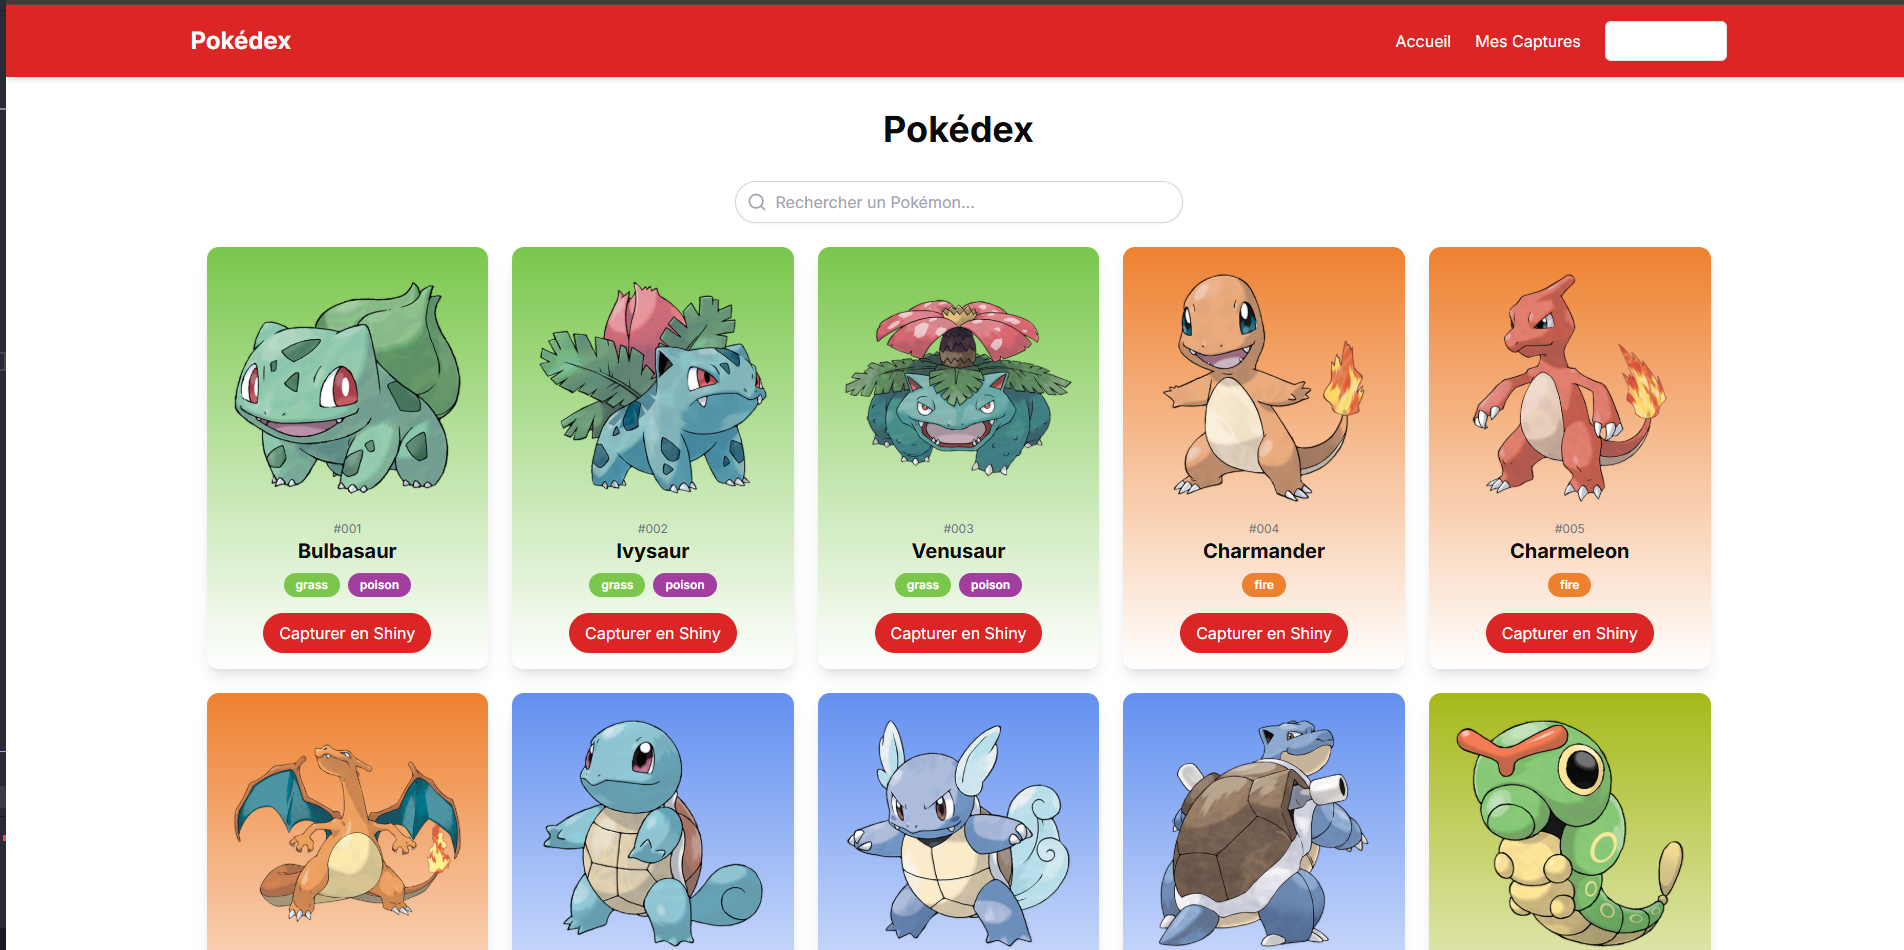 Pokédex
Accueil
Mes Captures
Pokédex
Rechercher un Pokémon...
#001
Bulbasaur
grass
poison
Capturer en Shiny
#002
Ivysaur
grass
poison
Capturer en Shiny
#003
Venusaur
grass
poison
Capturer en Shiny
#004
Charmander
fire
Capturer en Shiny
#005
Charmeleon
fire
Capturer en Shiny